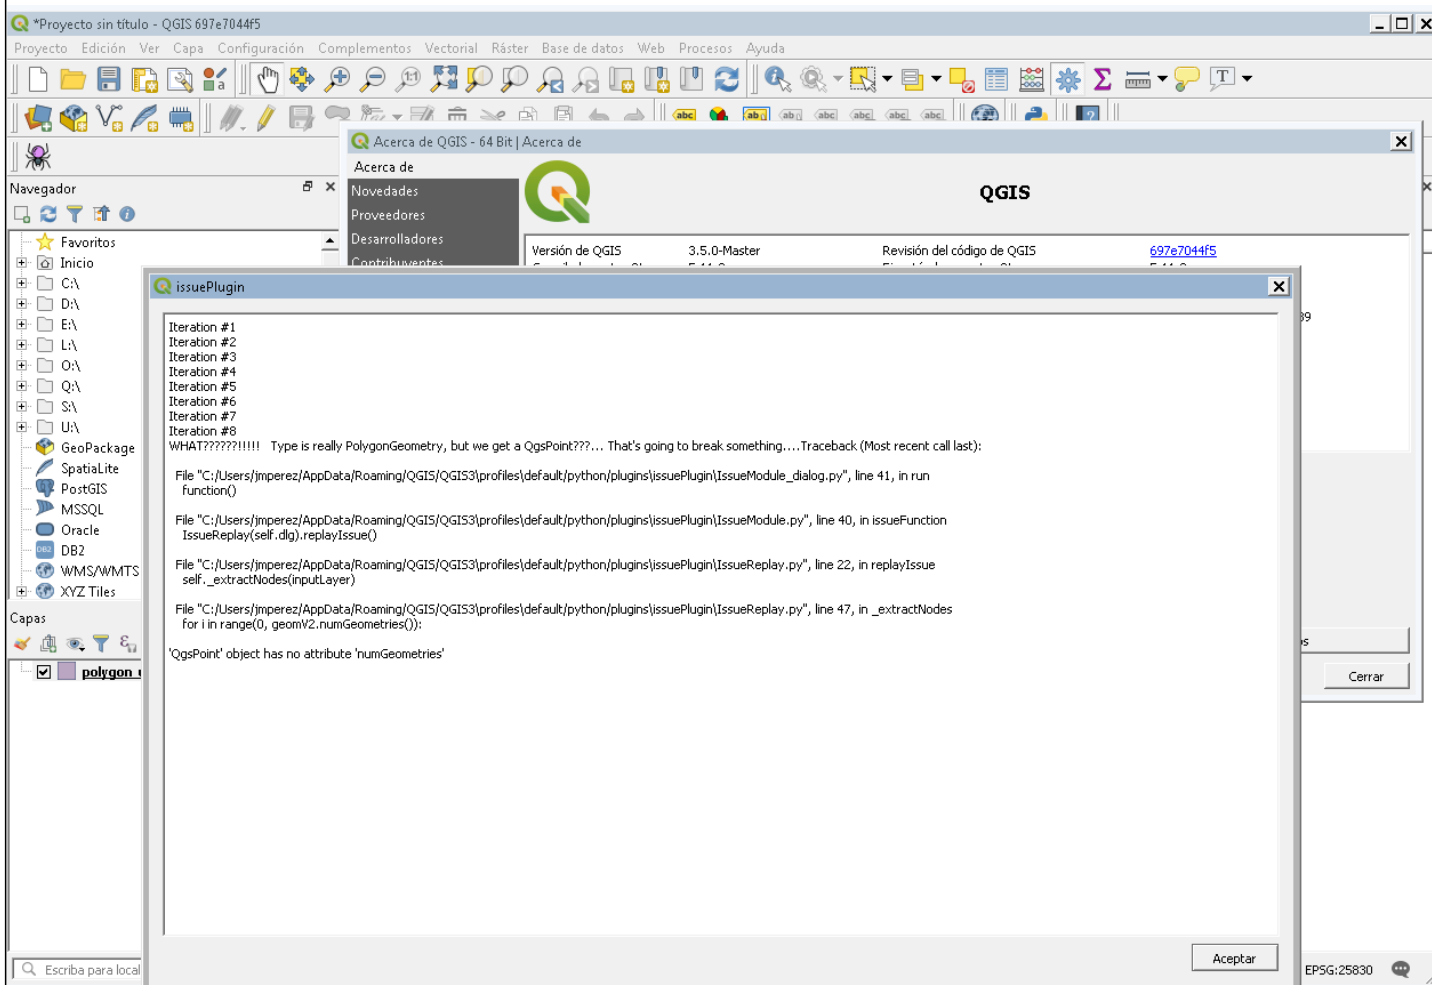 *Proyecto sin título - QGIS 697e7044f5
Proyecto Edición Ver Capa Configuración Complementos Vectorial Ráster Base de datos Web Procesos Ayuda
1:1
T
abc abc abc abc abc abc
Acerca de QGIS - 64 Bit | Acerca de
Acerca de
Novedades
Proveedores
Desarrolladores
Contribuyentes
QGIS
Versión de QGIS 3.5.0-Master Revisión del código de QGIS 697e7044f5
Navegador
Favoritos
Inicio
C:\
D:\
E:\
L:\
O:\
Q:\
S:\
U:\
GeoPackage
SpatiaLite
PostGIS
MSSQL
Oracle
DB2 DB2
WMS/WMTS
XYZ Tiles
Capas
polygon
issuePlugin
Iteration #1
Iteration #2
Iteration #3
Iteration #4
Iteration #5
Iteration #6
Iteration #7
Iteration #8
WHAT??????!!!!! Type is really PolygonGeometry, but we get a QgsPoint???... That's going to break something....Traceback (Most recent call last):
File "C:/Users/jmperez/AppData/Roaming/QGIS/QGIS3\profiles\default/python/plugins\issuePlugin\IssueModule_dialog.py", line 41, in run
function()
File "C:/Users/jmperez/AppData/Roaming/QGIS/QGIS3\profiles\default/python/plugins\issuePlugin\IssueModule.py", line 40, in issueFunction
IssueReplay(self.dlg).replayIssue()
File "C:/Users/jmperez/AppData/Roaming/QGIS/QGIS3\profiles\default/python/plugins\issuePlugin\IssueReplay.py", line 22, in replayIssue
self._extractNodes(inputLayer)
File "C:/Users/jmperez/AppData/Roaming/QGIS/QGIS3\profiles\default/python/plugins\issuePlugin\IssueReplay.py", line 47, in _extractNodes
for i in range(0, geomV2.numGeometries()):
'QgsPoint' object has no attribute 'numGeometries'
Aceptar
Cerrar
Escriba para local
EPSG:25830